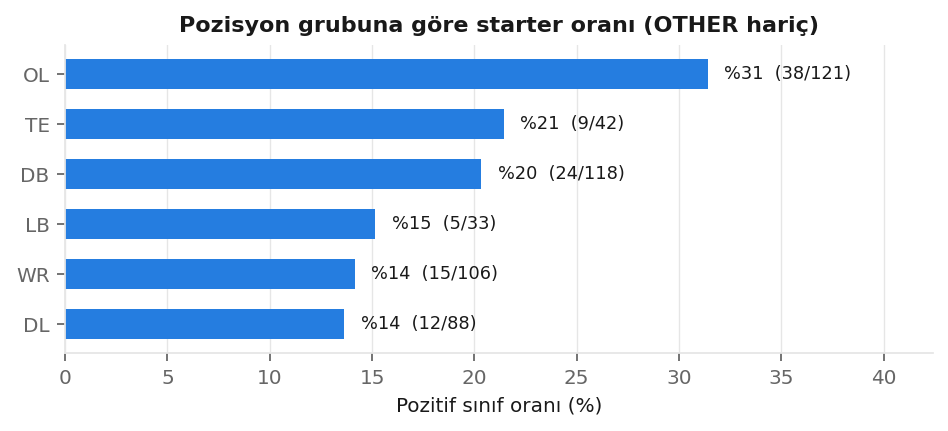 Pozisyon grubuna göre starter oranı (OTHER hariç)
OL %31 (38/121)
TE %21 (9/42)
DB %20 (24/118)
LB %15 (5/33)
WR %14 (15/106)
DL %14 (12/88)
0 5 10 15 20 25 30 35 40
Pozitif sınıf oranı (%)